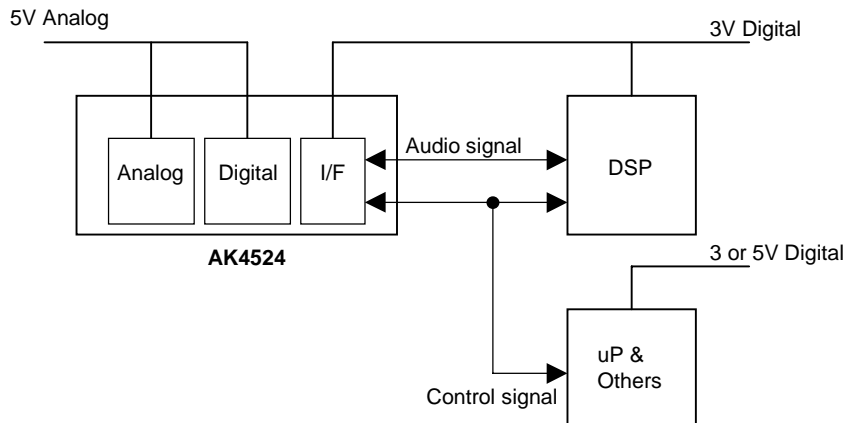 5V Analog
3V Digital
Analog
Digital
I/F
Audio signal
DSP
AK4524
3 or 5V Digital
uP &
Others
Control signal